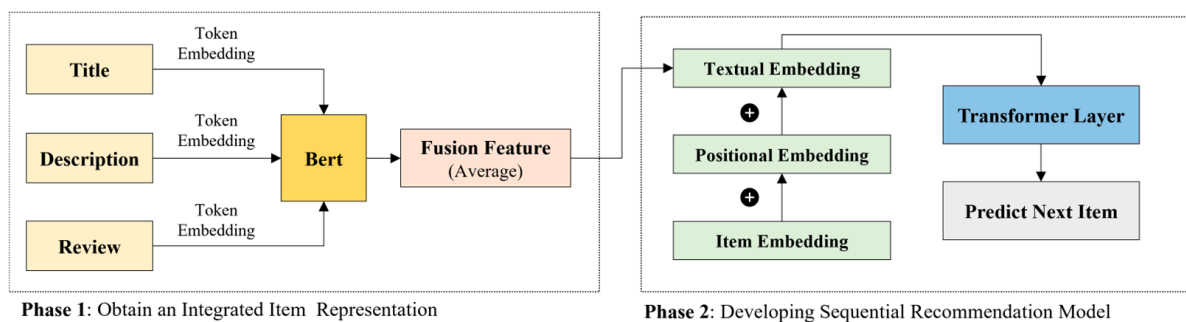 Token
Embedding
Title
Token
Embedding
Description
Bert
Fusion Feature
(Average)
Token
Embedding
Review
Phase 1: Obtain an Integrated Item Representation
Textual Embedding
+
Positional Embedding
+
Item Embedding
Transformer Layer
Predict Next Item
Phase 2: Developing Sequential Recommendation Model